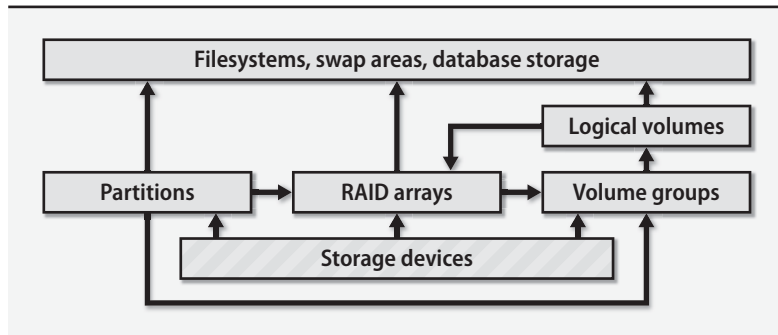 Filesystems, swap areas, database storage
Logical volumes
Partitions
RAID arrays
Volume groups
Storage devices